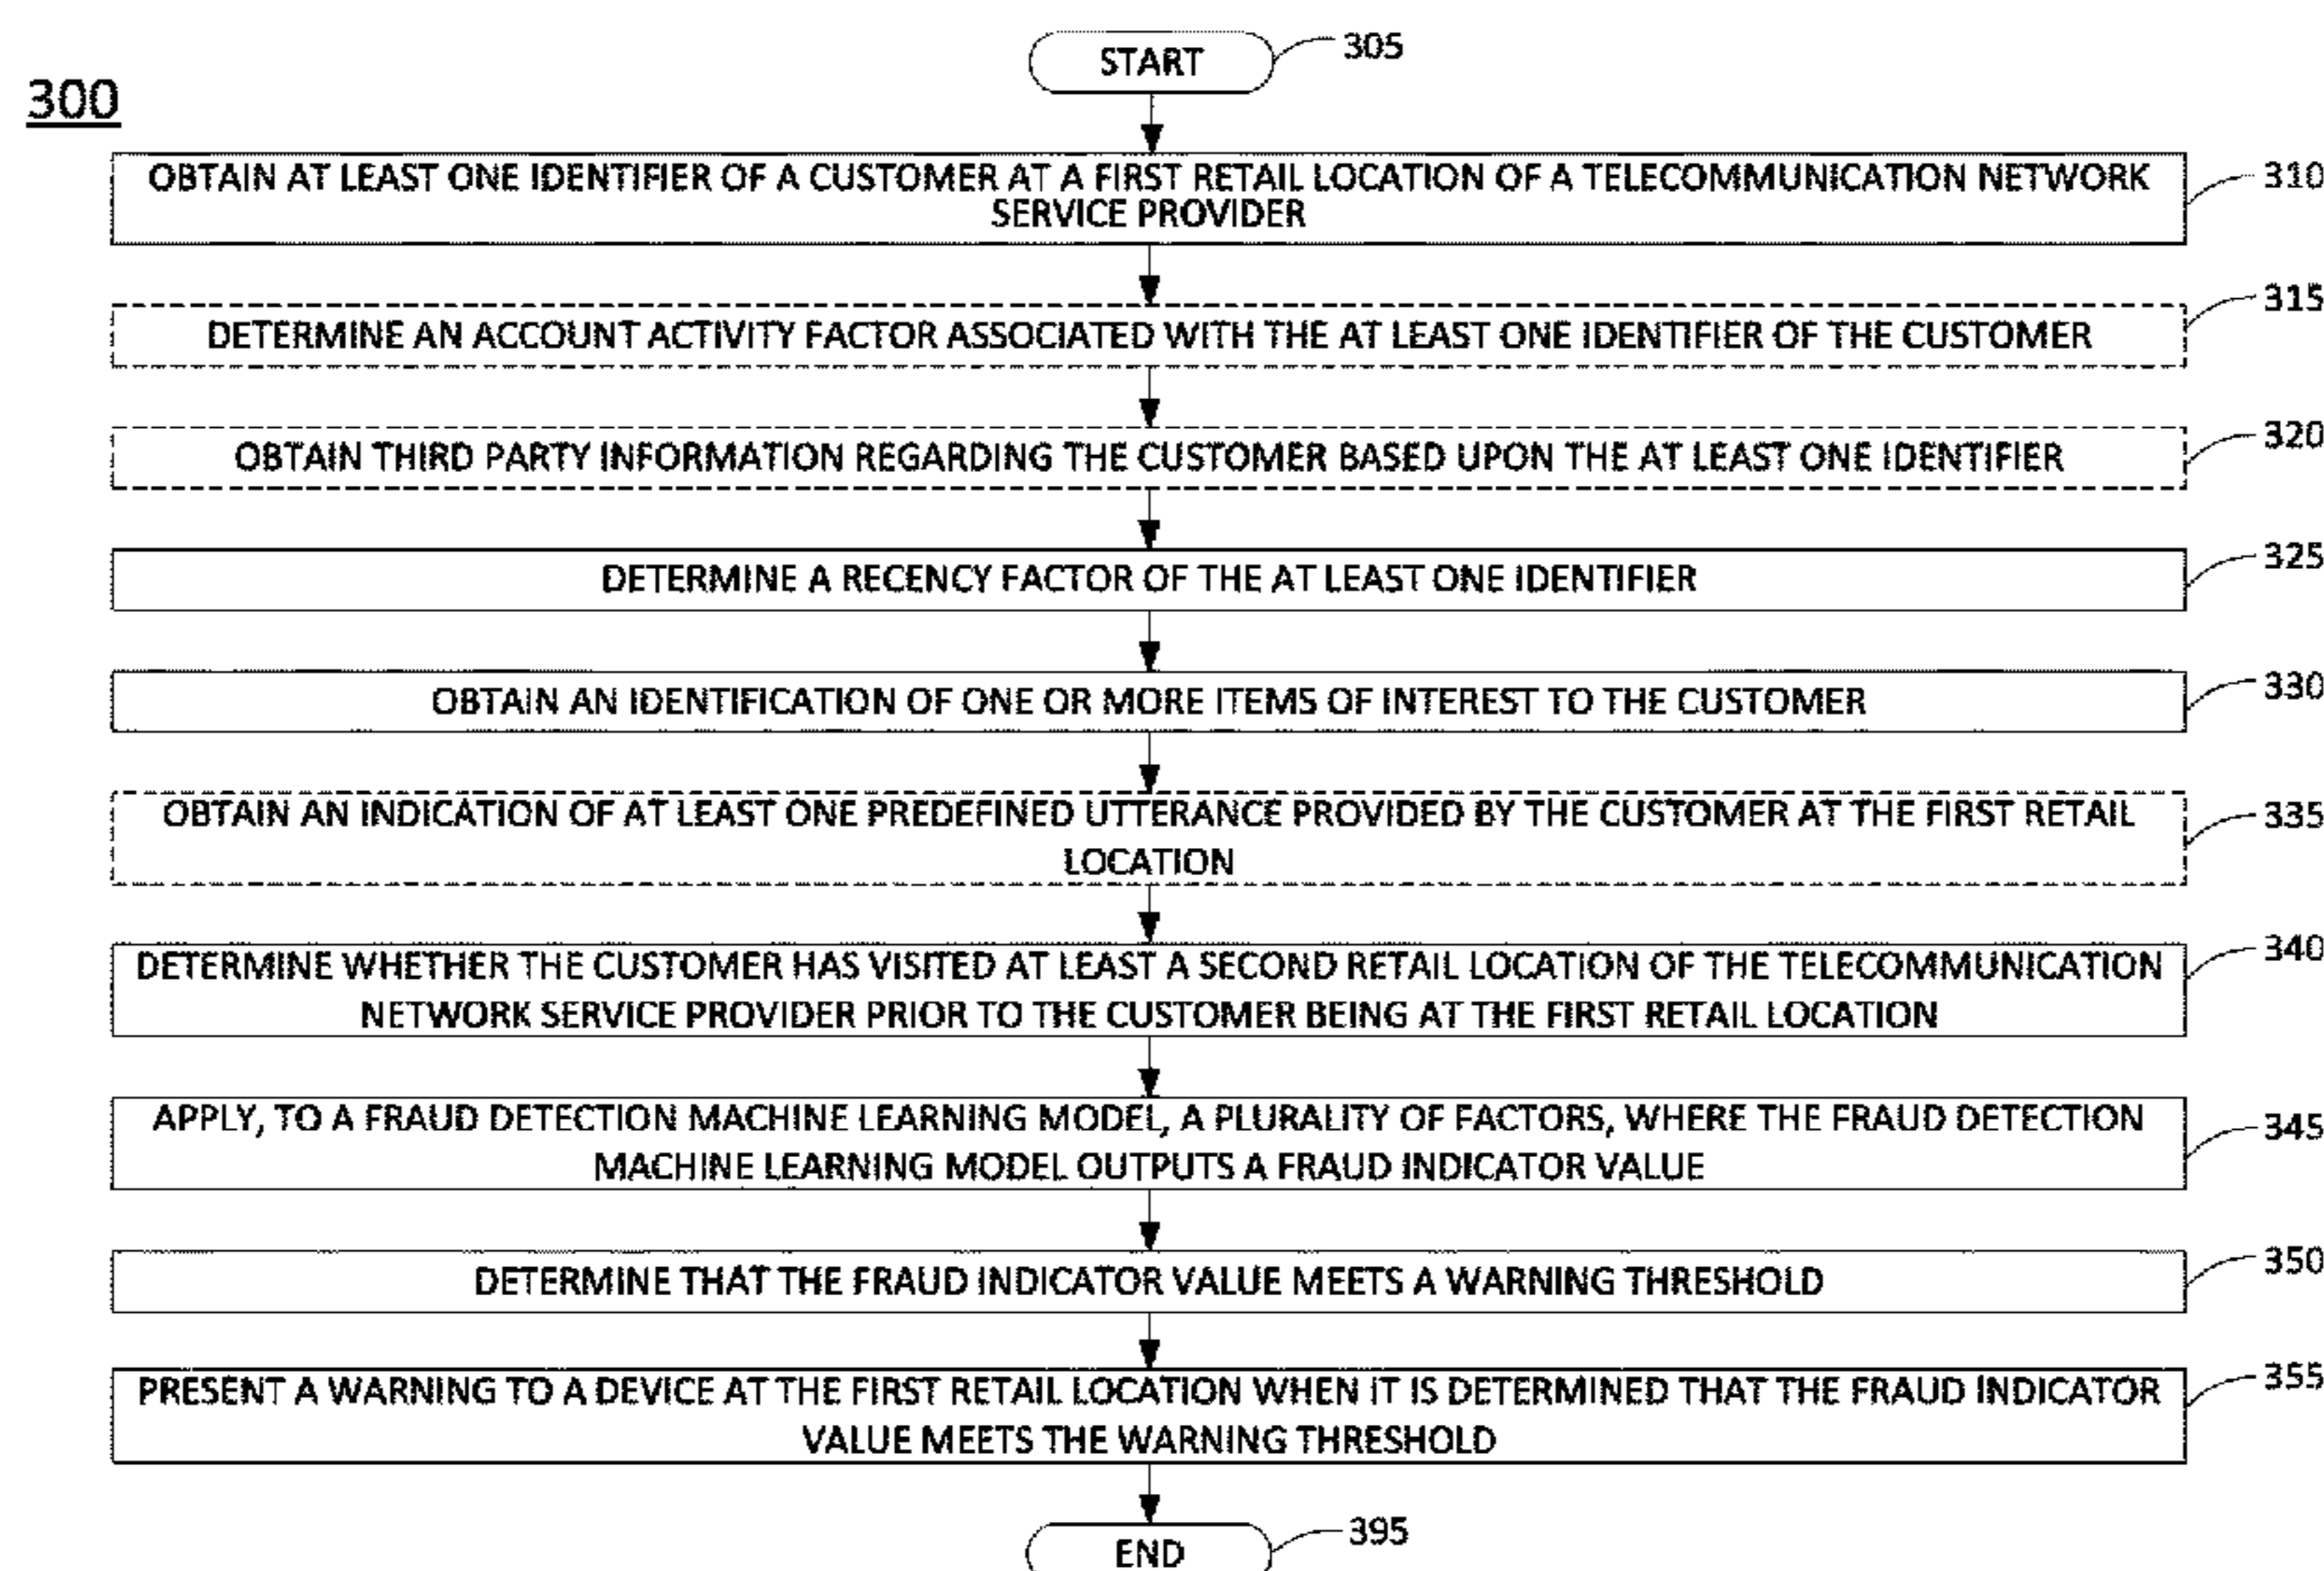 START
305
300
OBTAIN AT LEAST ONE IDENTIFIER OF A CUSTOMER AT A FIRST RETAIL LOCATION OF A TELECOMMUNICATION NETWORK
SERVICE PROVIDER
310
315
DETERMINE AN ACCOUNT ACTIVITY FACTOR ASSOCIATED WITH THE AT LEAST ONE IDENTIFIER OF THE CUSTOMER
320
OBTAIN THIRD PARTY INFORMATION REGARDING THE CUSTOMER BASED UPON THE AT LEAST ONE IDENTIFIER
325
DETERMINE A RECENCY FACTOR OF THE AT LEAST ONE IDENTIFIER
330
OBTAIN AN IDENTIFICATION OF ONE OR MORE ITEMS OF INTEREST TO THE CUSTOMER
OBTAIN AN INDICATION OF AT LEAST ONE PREDEFINED UTTERANCE PROVIDED BY THE CUSTOMER AT THE FIRST RETAIL
LOCATION
335
DETERMINE WHETHER THE CUSTOMER HAS VISITED AT LEAST A SECOND RETAIL LOCATION OF THE TELECOMMUNICATION
NETWORK SERVICE PROVIDER PRIOR TO THE CUSTOMER BEING AT THE FIRST RETAIL LOCATION
340
APPLY, TO A FRAUD DETECTION MACHINE LEARNING MODEL, A PLURALITY OF FACTORS, WHERE THE FRAUD DETECTION
MACHINE LEARNING MODEL OUTPUTS A FRAUD INDICATOR VALUE
345
350
DETERMINE THAT THE FRAUD INDICATOR VALUE MEETS A WARNING THRESHOLD
PRESENT A WARNING TO A DEVICE AT THE FIRST RETAIL LOCATION WHEN IT IS DETERMINED THAT THE FRAUD INDICATOR
VALUE MEETS THE WARNING THRESHOLD
355
END
395